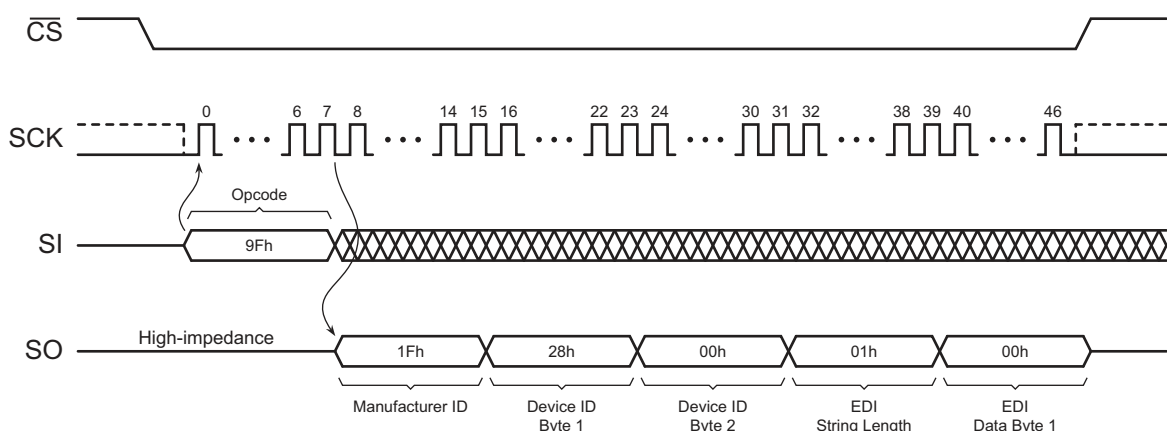 CS
0 6 7 8 14 15 16 22 23 24 30 31 32 38 39 40 46
SCK
Opcode
SI
9Fh
High-impedance
SO
1Fh 28h 00h 01h 00h
Manufacturer ID Device ID Device ID EDI EDI
Byte 1 Byte 2 String Length Data Byte 1